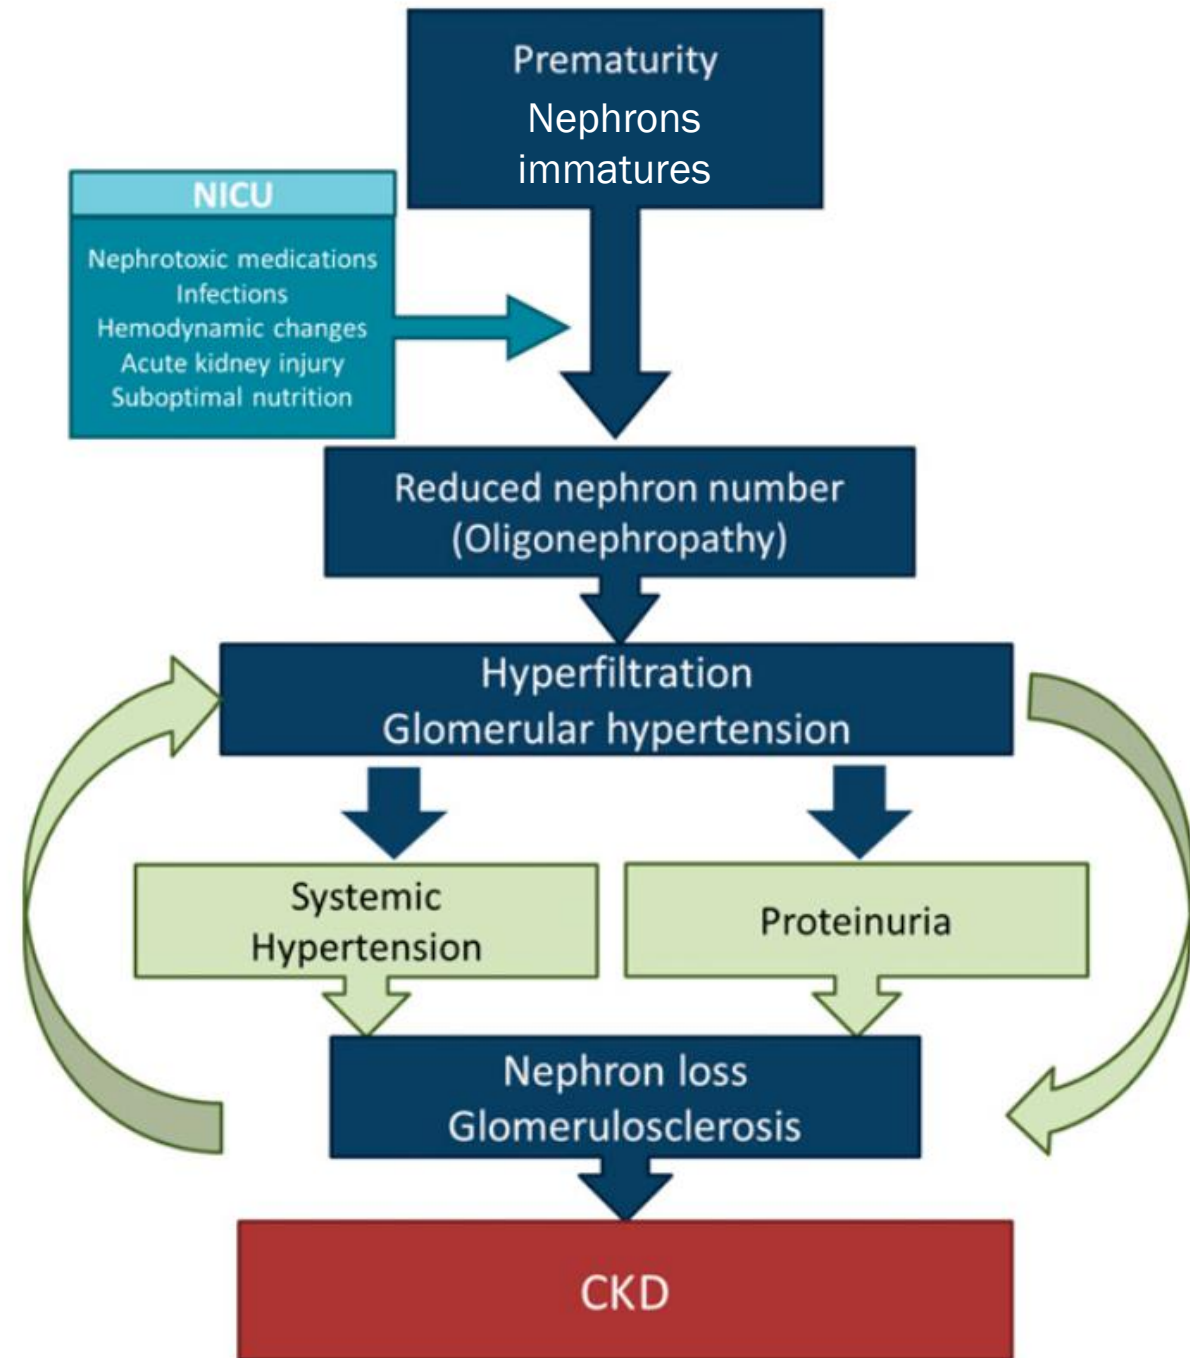 Prematurity
Nephrons
immatures
NICU
Nephrotoxic medications
Infections
Hemodynamic changes
Acute kidney injury
Suboptimal nutrition
Reduced nephron number
(Oligonephropathy)
Hyperfiltration
Glomerular hypertension
Systemic
Hypertension
Proteinuria
Nephron loss
Glomerulosclerosis
CKD